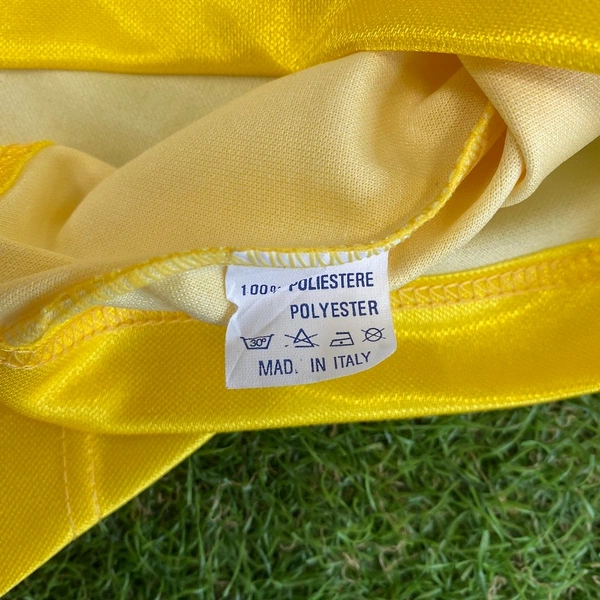 100% POLIESTERE
POLYESTER
30°
MAD. IN ITALY